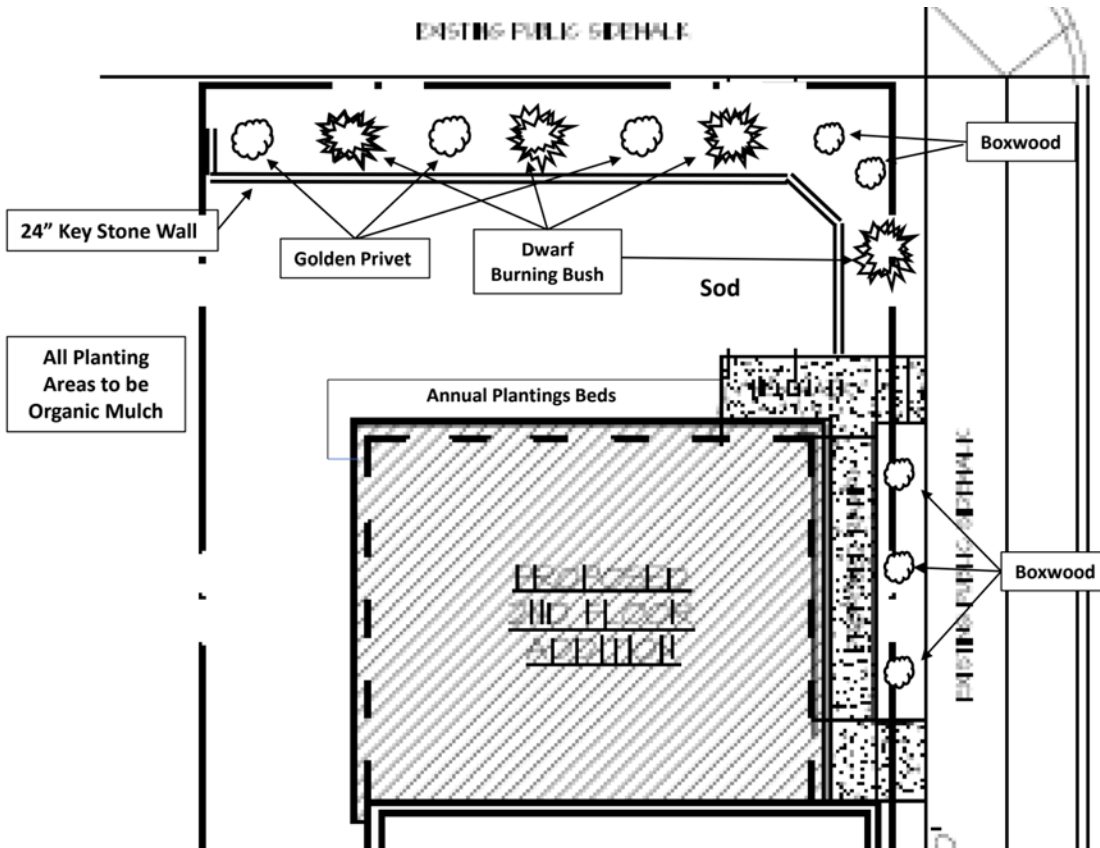 EXISTING PUBLIC SIDEWALK
Boxwood
24” Key Stone Wall
Golden Privet
Dwarf
Burning Bush
Sod
All Planting
Areas to be
Organic Mulch
Annual Plantings Beds
PROPOSED
2ND FLOOR
ADDITION
EXISTING PUBLIC SIDEWALK
Boxwood